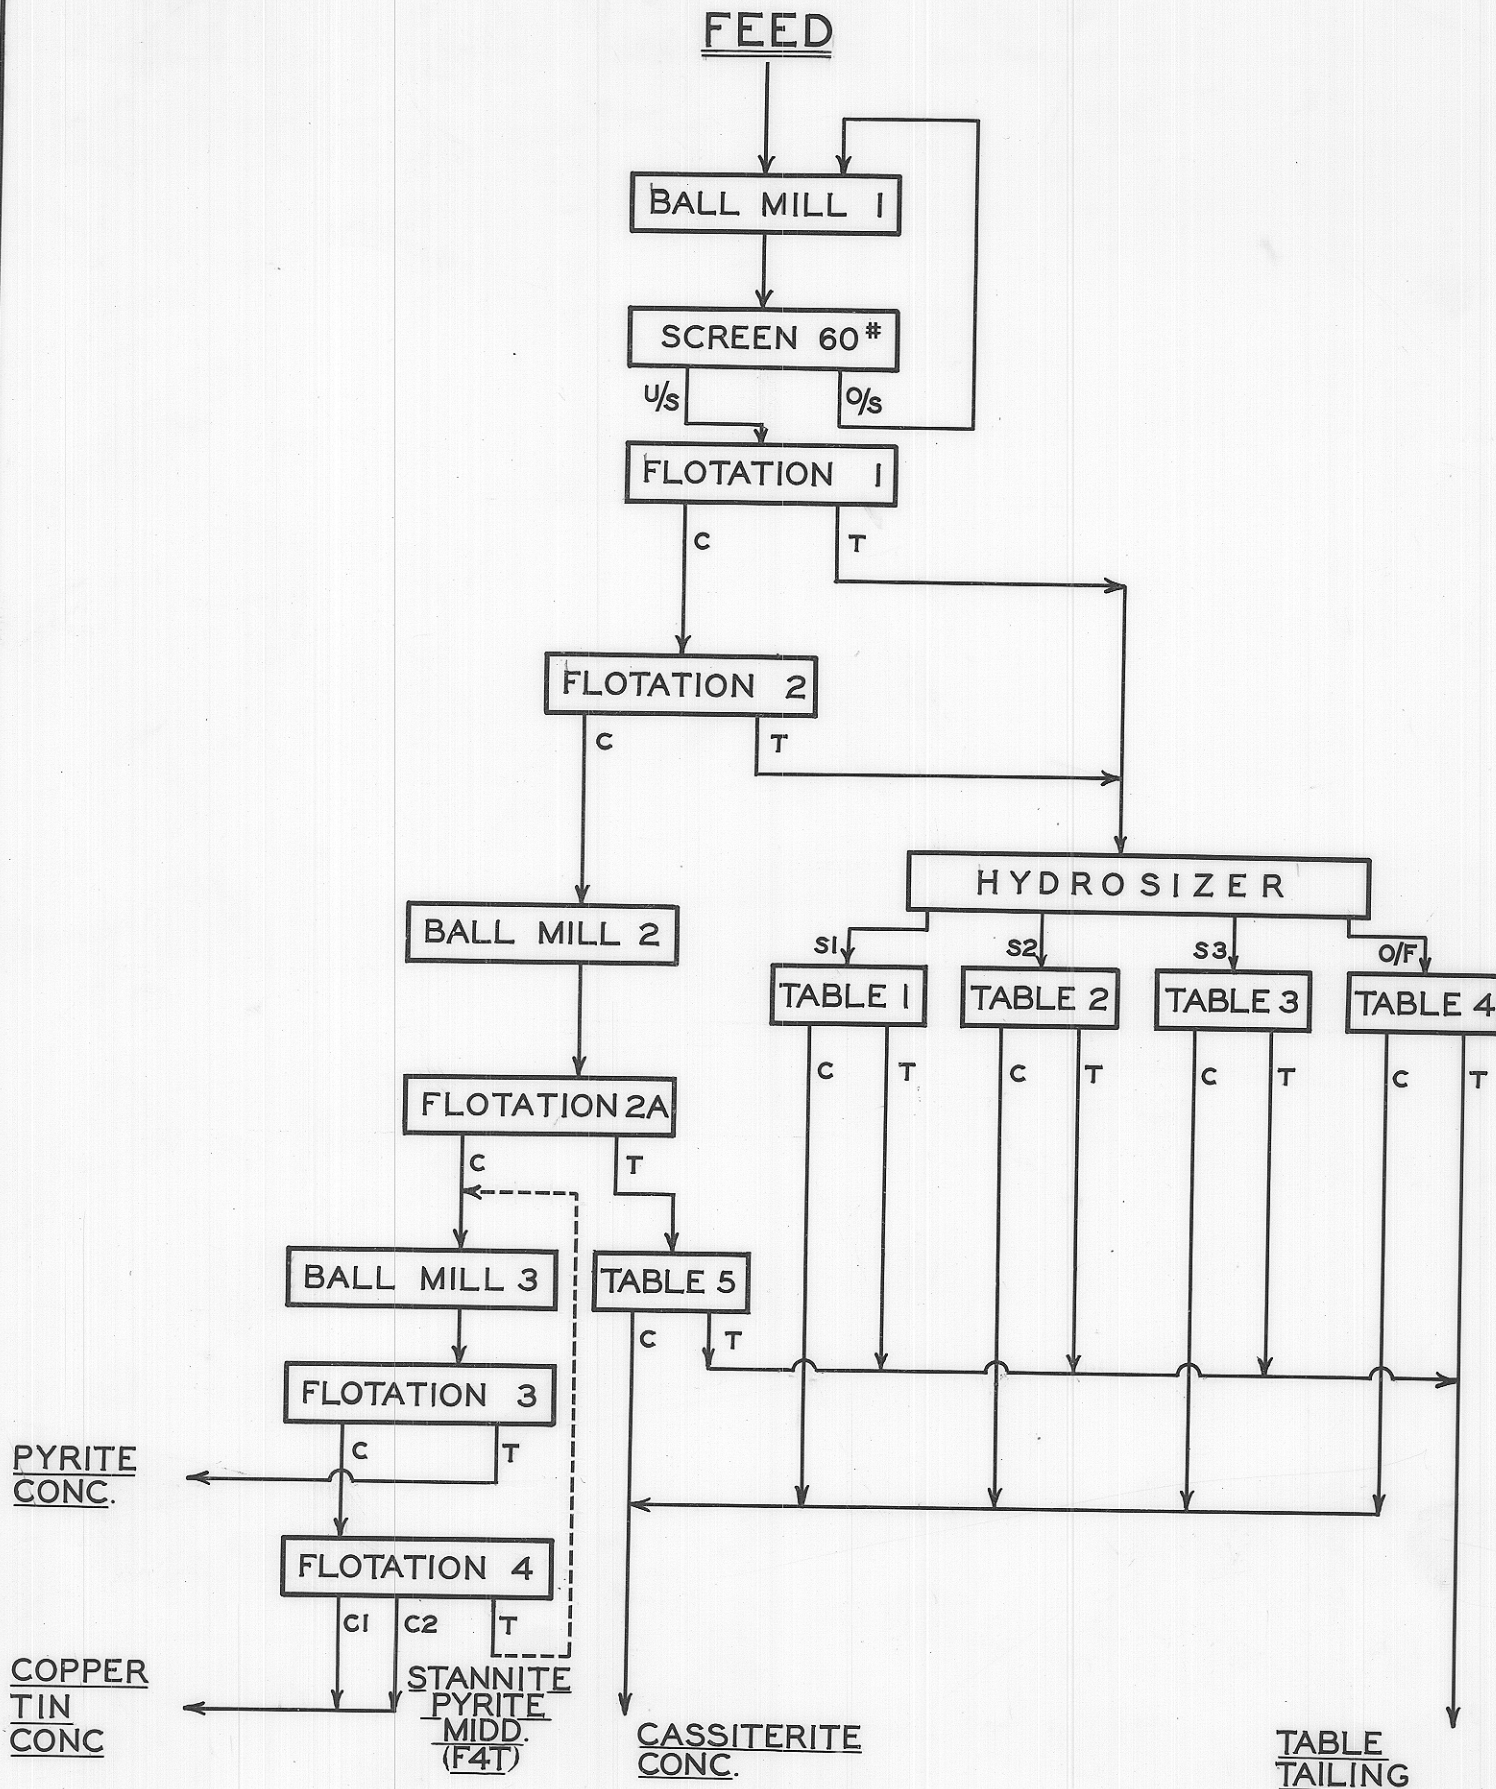 FEED
BALL MILL 1
SCREEN 60#
U/S
O/S
FLOTATION 1
C
T
FLOTATION 2
C
T
HYDROSIZER
BALL MILL 2
S1
S2
S3
O/F
TABLE 1
TABLE 2
TABLE 3
TABLE 4
C
T
C
T
C
T
C
T
FLOTATION 2A
C
T
BALL MILL 3
TABLE 5
C
T
FLOTATION 3
C
T
PYRITE
CONC.
FLOTATION 4
C1
C2
T
COPPER
TIN
CONC
STANNITE
PYRITE
MIDD.
(F4T)
CASSITERITE
CONC.
TABLE
TAILING